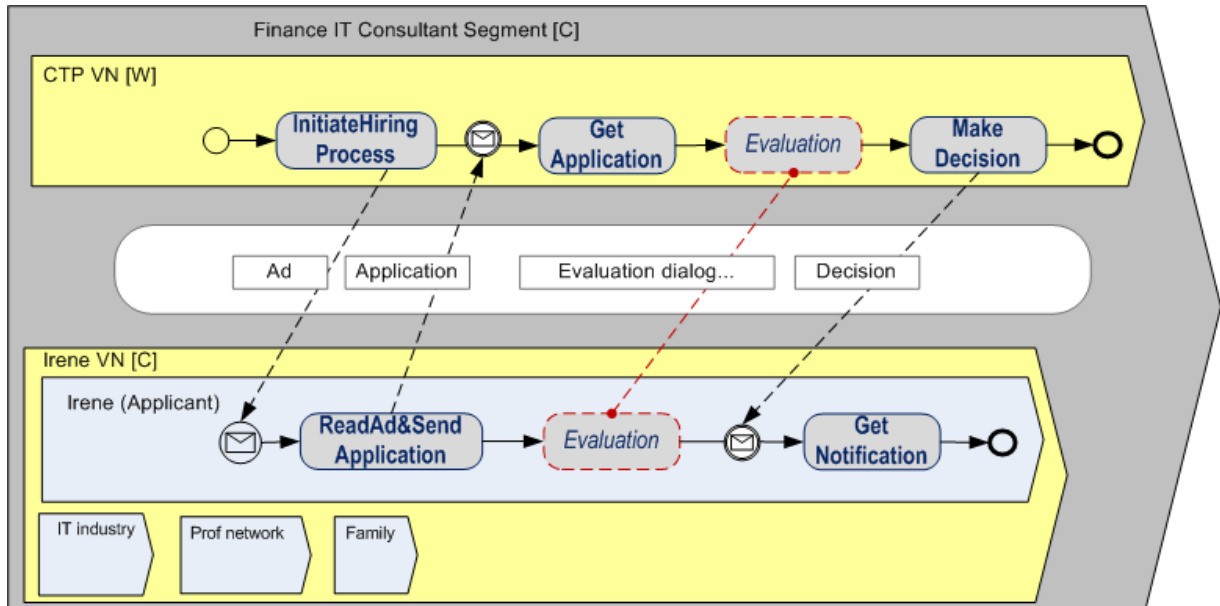 Finance IT Consultant Segment [C]
CTP VN [W]
InitiateHiring
Process
Get
Application
Evaluation
Make
Decision
Ad
Application
Evaluation dialog...
Decision
Irene VN [C]
Irene (Applicant)
ReadAd&Send
Application
Evaluation
Get
Notification
IT industry
Prof network
Family